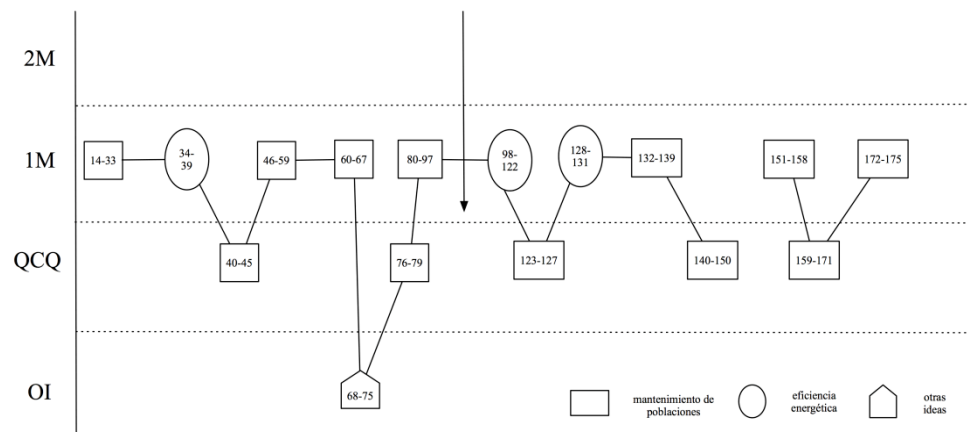 2M
1M
14-33
34-
39
46-59
60-67
80-97
98-
122
128-
131
132-139
151-158
172-175
QCQ
40-45
76-79
123-127
140-150
159-171
OI
68-75
mantenimiento de
poblaciones
eficiencia
energética
otras
ideas